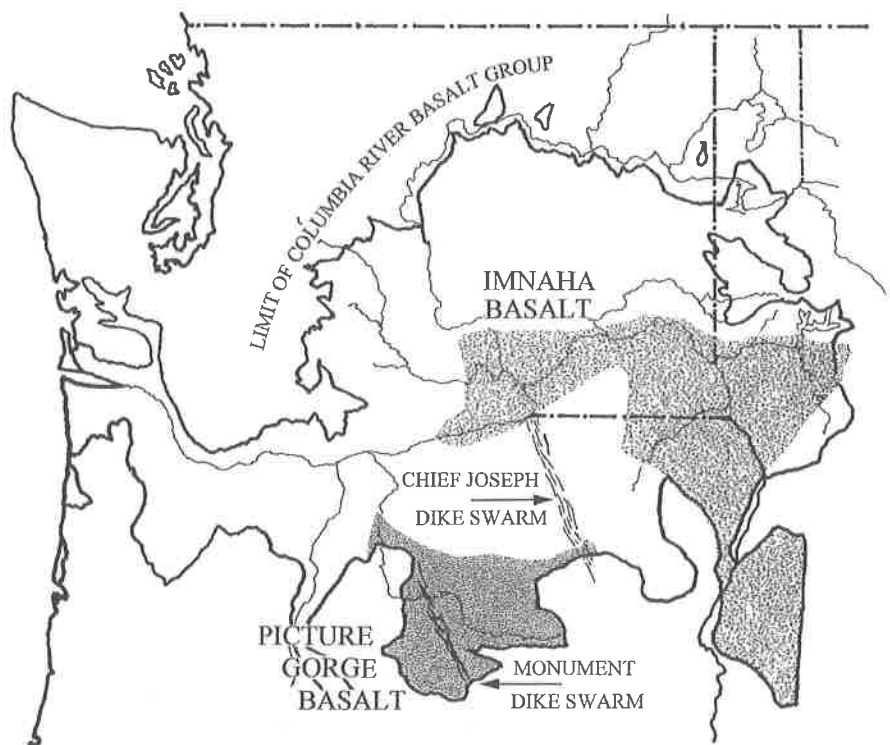 LIMIT OF COLUMBIA RIVER BASALT GROUP
IMNAHA
BASALT
CHIEF JOSEPH
DIKE SWARM
PICTURE
GORGE
BASALT
MONUMENT
DIKE SWARM